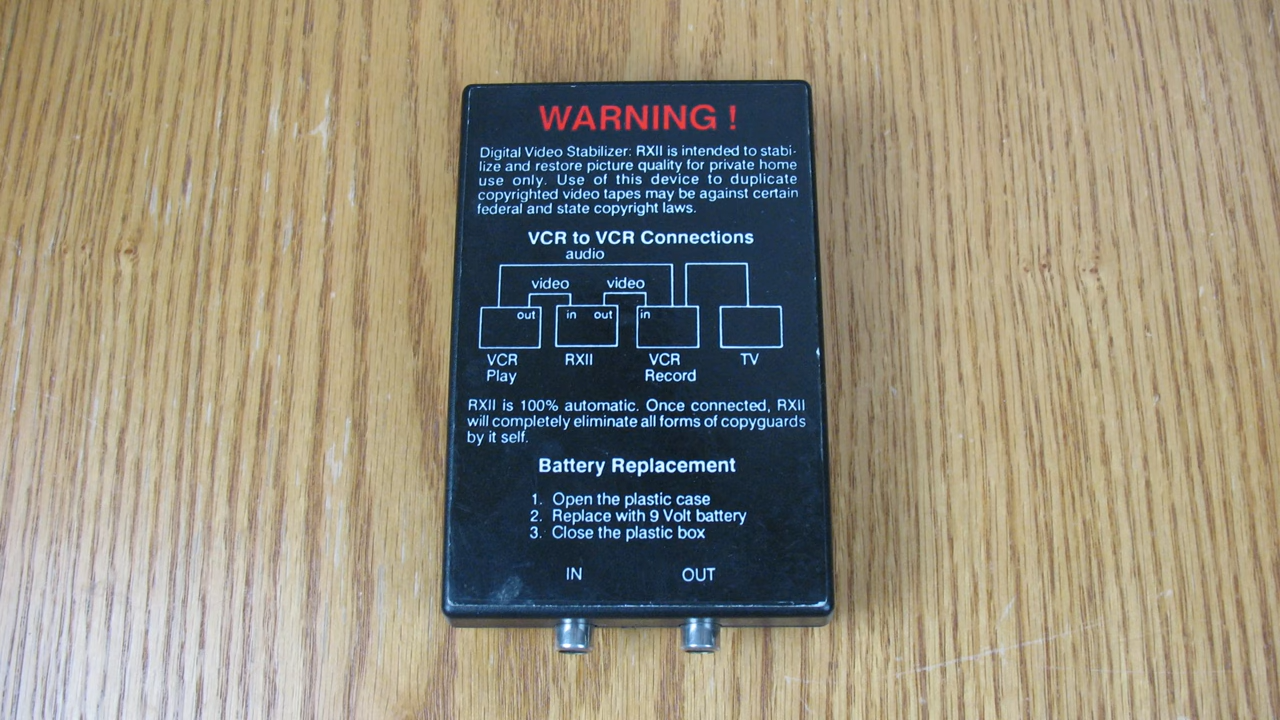 WARNING !
Digital Video Stabilizer: RXII is intended to stabi-
lize and restore picture quality for private home
use only. Use of this device to duplicate
copyrighted video tapes may be against certain
federal and state copyright laws.
VCR to VCR Connections
audio
video video
out in out in
VCR RXII VCR TV
Play Record
RXII is 100% automatic. Once connected, RXII
will completely eliminate all forms of copyguards
by it self.
Battery Replacement
1. Open the plastic case
2. Replace with 9 Volt battery
3. Close the plastic box
IN OUT